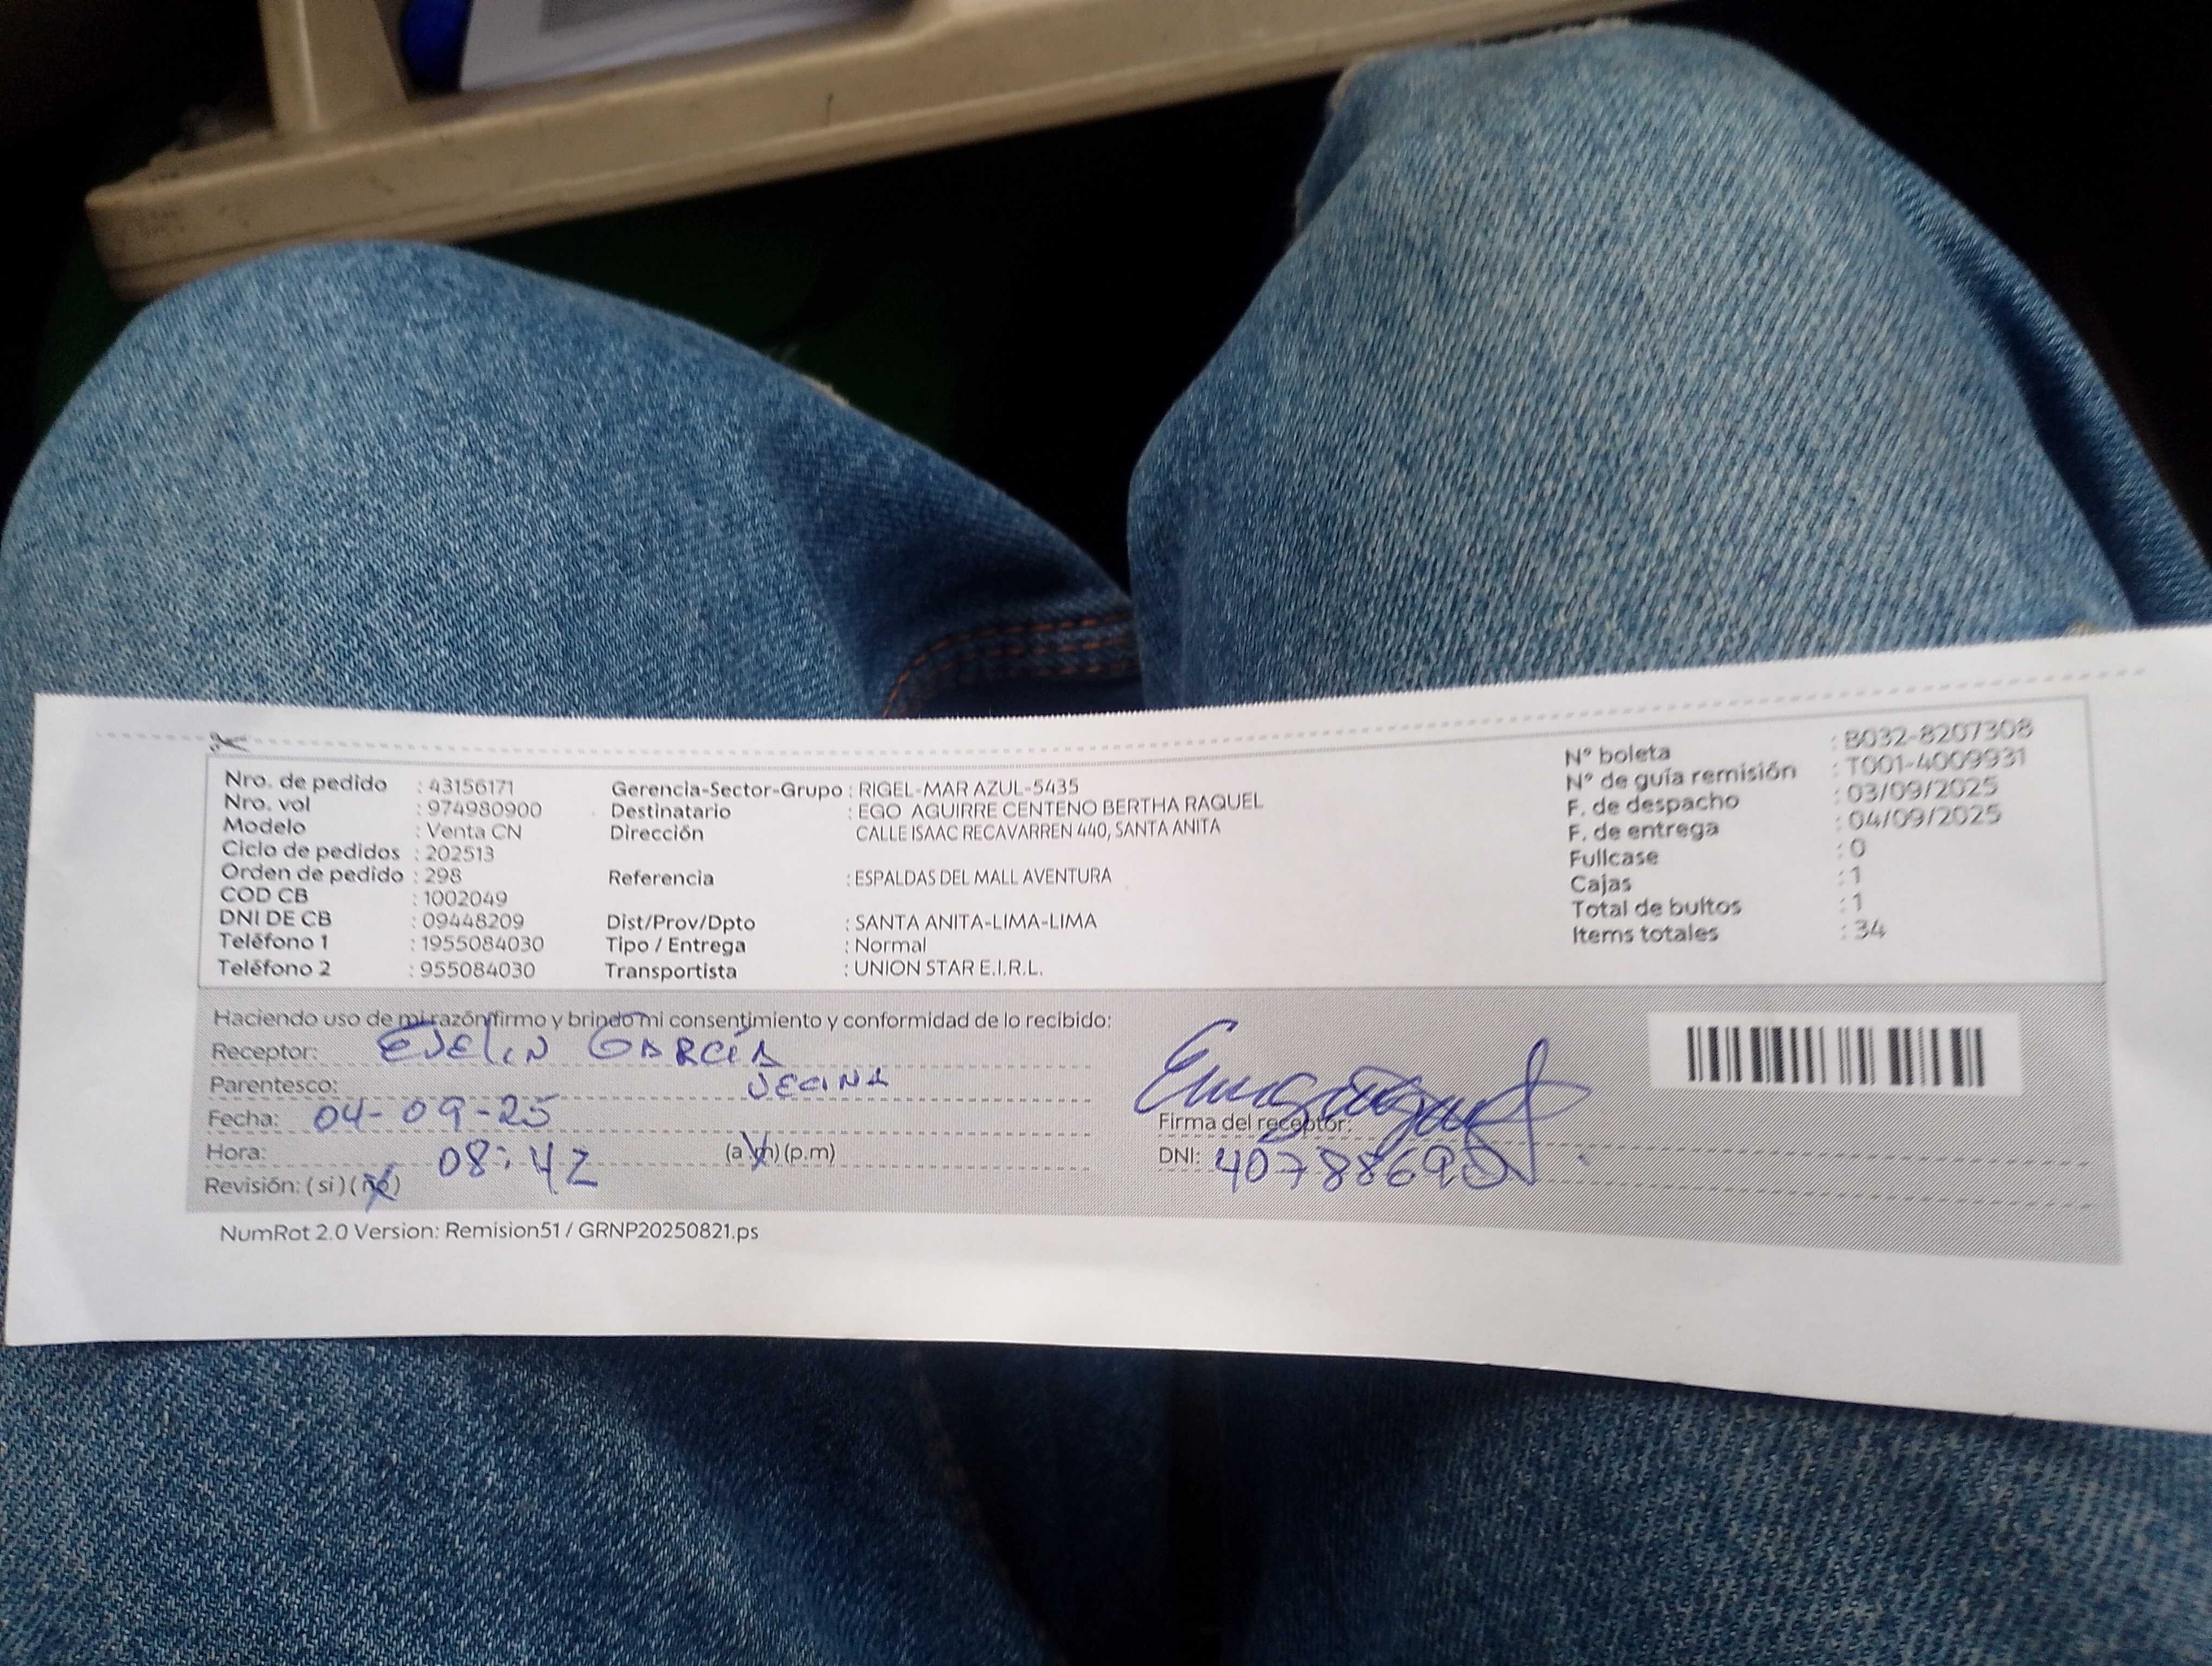 Nro. de pedido : 43156171
Nro. vol : 974980900
Modelo : Venta CN
Ciclo de pedidos : 202513
Orden de pedido : 298
COD CB : 1002049
DNI DE CB : 09448209
Teléfono 1 : 1955084030
Teléfono 2 : 955084030
Gerencia-Sector-Grupo : RIGEL-MAR AZUL-5435
Destinatario : EGO AGUIRRE CENTENO BERTHA RAQUEL
Dirección CALLE ISAAC RECAVARREN 440, SANTA ANITA
Referencia : ESPALDAS DEL MALL AVENTURA
Dist/Prov/Dpto : SANTA ANITA-LIMA-LIMA
Tipo / Entrega : Normal
Transportista : UNION STAR E.I.R.L.
N° boleta : B032-8207308
N° de guía remisión : T001-4009931
F. de despacho : 03/09/2025
F. de entrega : 04/09/2025
Fullcase : 0
Cajas : 1
Total de bultos : 1
Items totales : 34
Haciendo uso de mi razón firmo y brindo mi consentimiento y conformidad de lo recibido:
Receptor: EVELIN GARCÍA
Parentesco: VECINA
Fecha: 04-09-25
Hora: 08:42 (a.m) (p.m)
Revisión: (si) (no)
Firma del receptor:
DNI:
NumRot 2.0 Version: Remision51 / GRNP20250821.ps